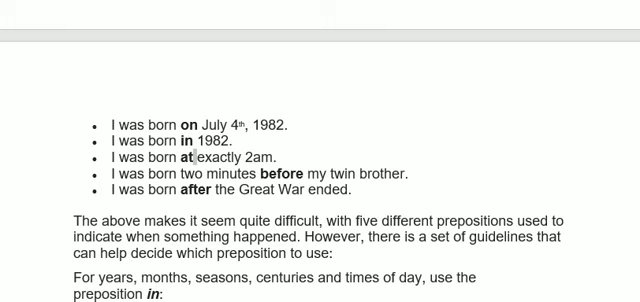 • I was born on July 4th, 1982.
• I was born in 1982.
• I was born at exactly 2am.
• I was born two minutes before my twin brother.
• I was born after the Great War ended.
The above makes it seem quite difficult, with five different prepositions used to
indicate when something happened. However, there is a set of guidelines that
can help decide which preposition to use:
For years, months, seasons, centuries and times of day, use the
preposition in: